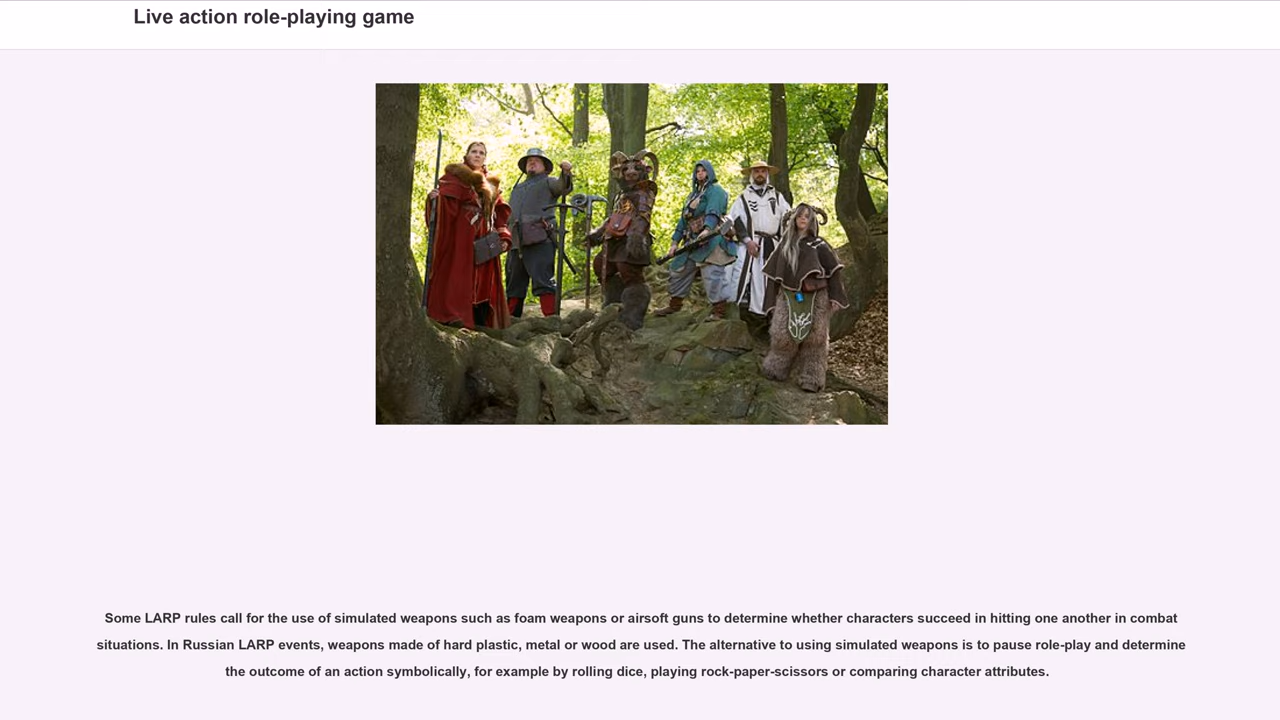 Live action role-playing game
Some LARP rules call for the use of simulated weapons such as foam weapons or airsoft guns to determine whether characters succeed in hitting one another in combat
situations. In Russian LARP events, weapons made of hard plastic, metal or wood are used. The alternative to using simulated weapons is to pause role-play and determine
the outcome of an action symbolically, for example by rolling dice, playing rock-paper-scissors or comparing character attributes.